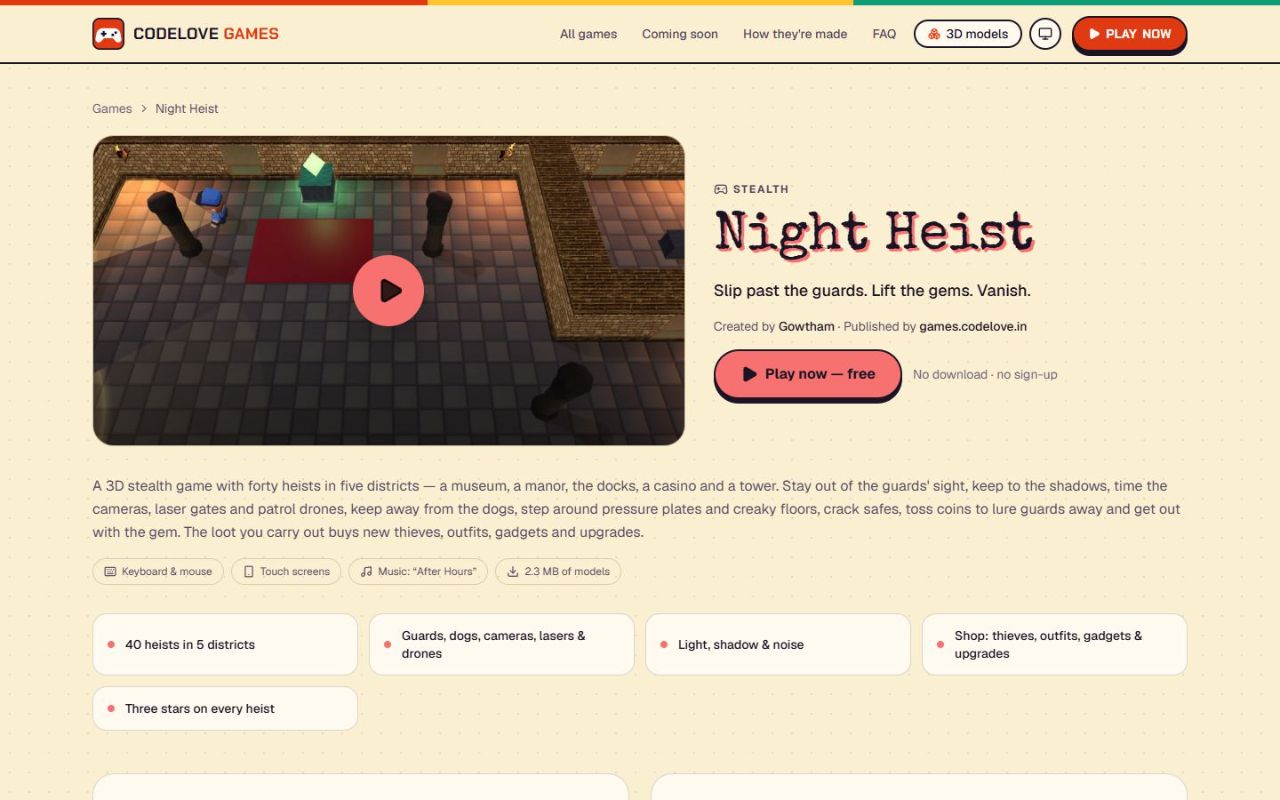 CODELOVE GAMES
All games
Coming soon
How they're made
FAQ
3D models
PLAY NOW
Games > Night Heist
STEALTH
Night Heist
Slip past the guards. Lift the gems. Vanish.
Created by Gowtham · Published by games.codelove.in
Play now — free
No download · no sign-up
A 3D stealth game with forty heists in five districts — a museum, a manor, the docks, a casino and a tower. Stay out of the guards' sight, keep to the shadows, time the
cameras, laser gates and patrol drones, keep away from the dogs, step around pressure plates and creaky floors, crack safes, toss coins to lure guards away and get out
with the gem. The loot you carry out buys new thieves, outfits, gadgets and upgrades.
Keyboard & mouse
Touch screens
Music: “After Hours”
2.3 MB of models
40 heists in 5 districts
Guards, dogs, cameras, lasers &
drones
Light, shadow & noise
Shop: thieves, outfits, gadgets &
upgrades
Three stars on every heist